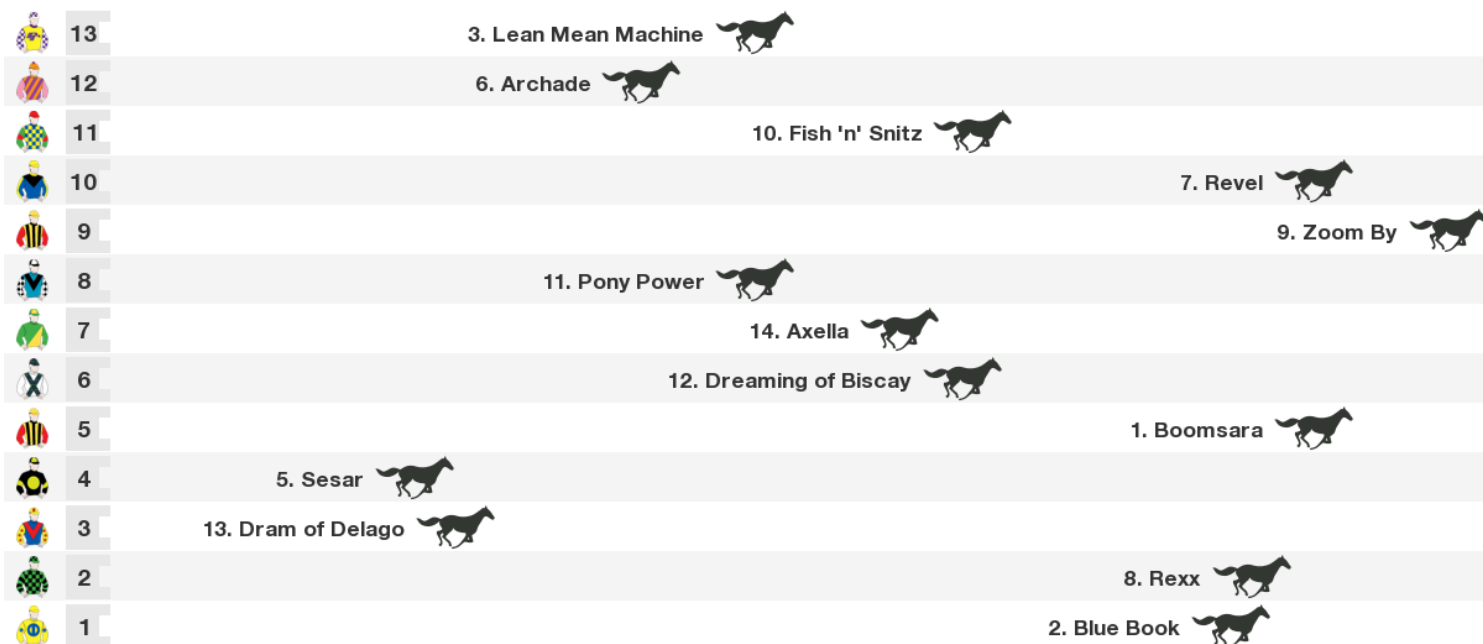 13 3. Lean Mean Machine
12 6. Archade
11 10. Fish 'n' Snitz
10 7. Revel
9 9. Zoom By
8 11. Pony Power
7 14. Axella
6 12. Dreaming of Biscay
5 1. Boomsara
4 5. Sesar
3 13. Dram of Delago
2 8. Rexx
1 2. Blue Book